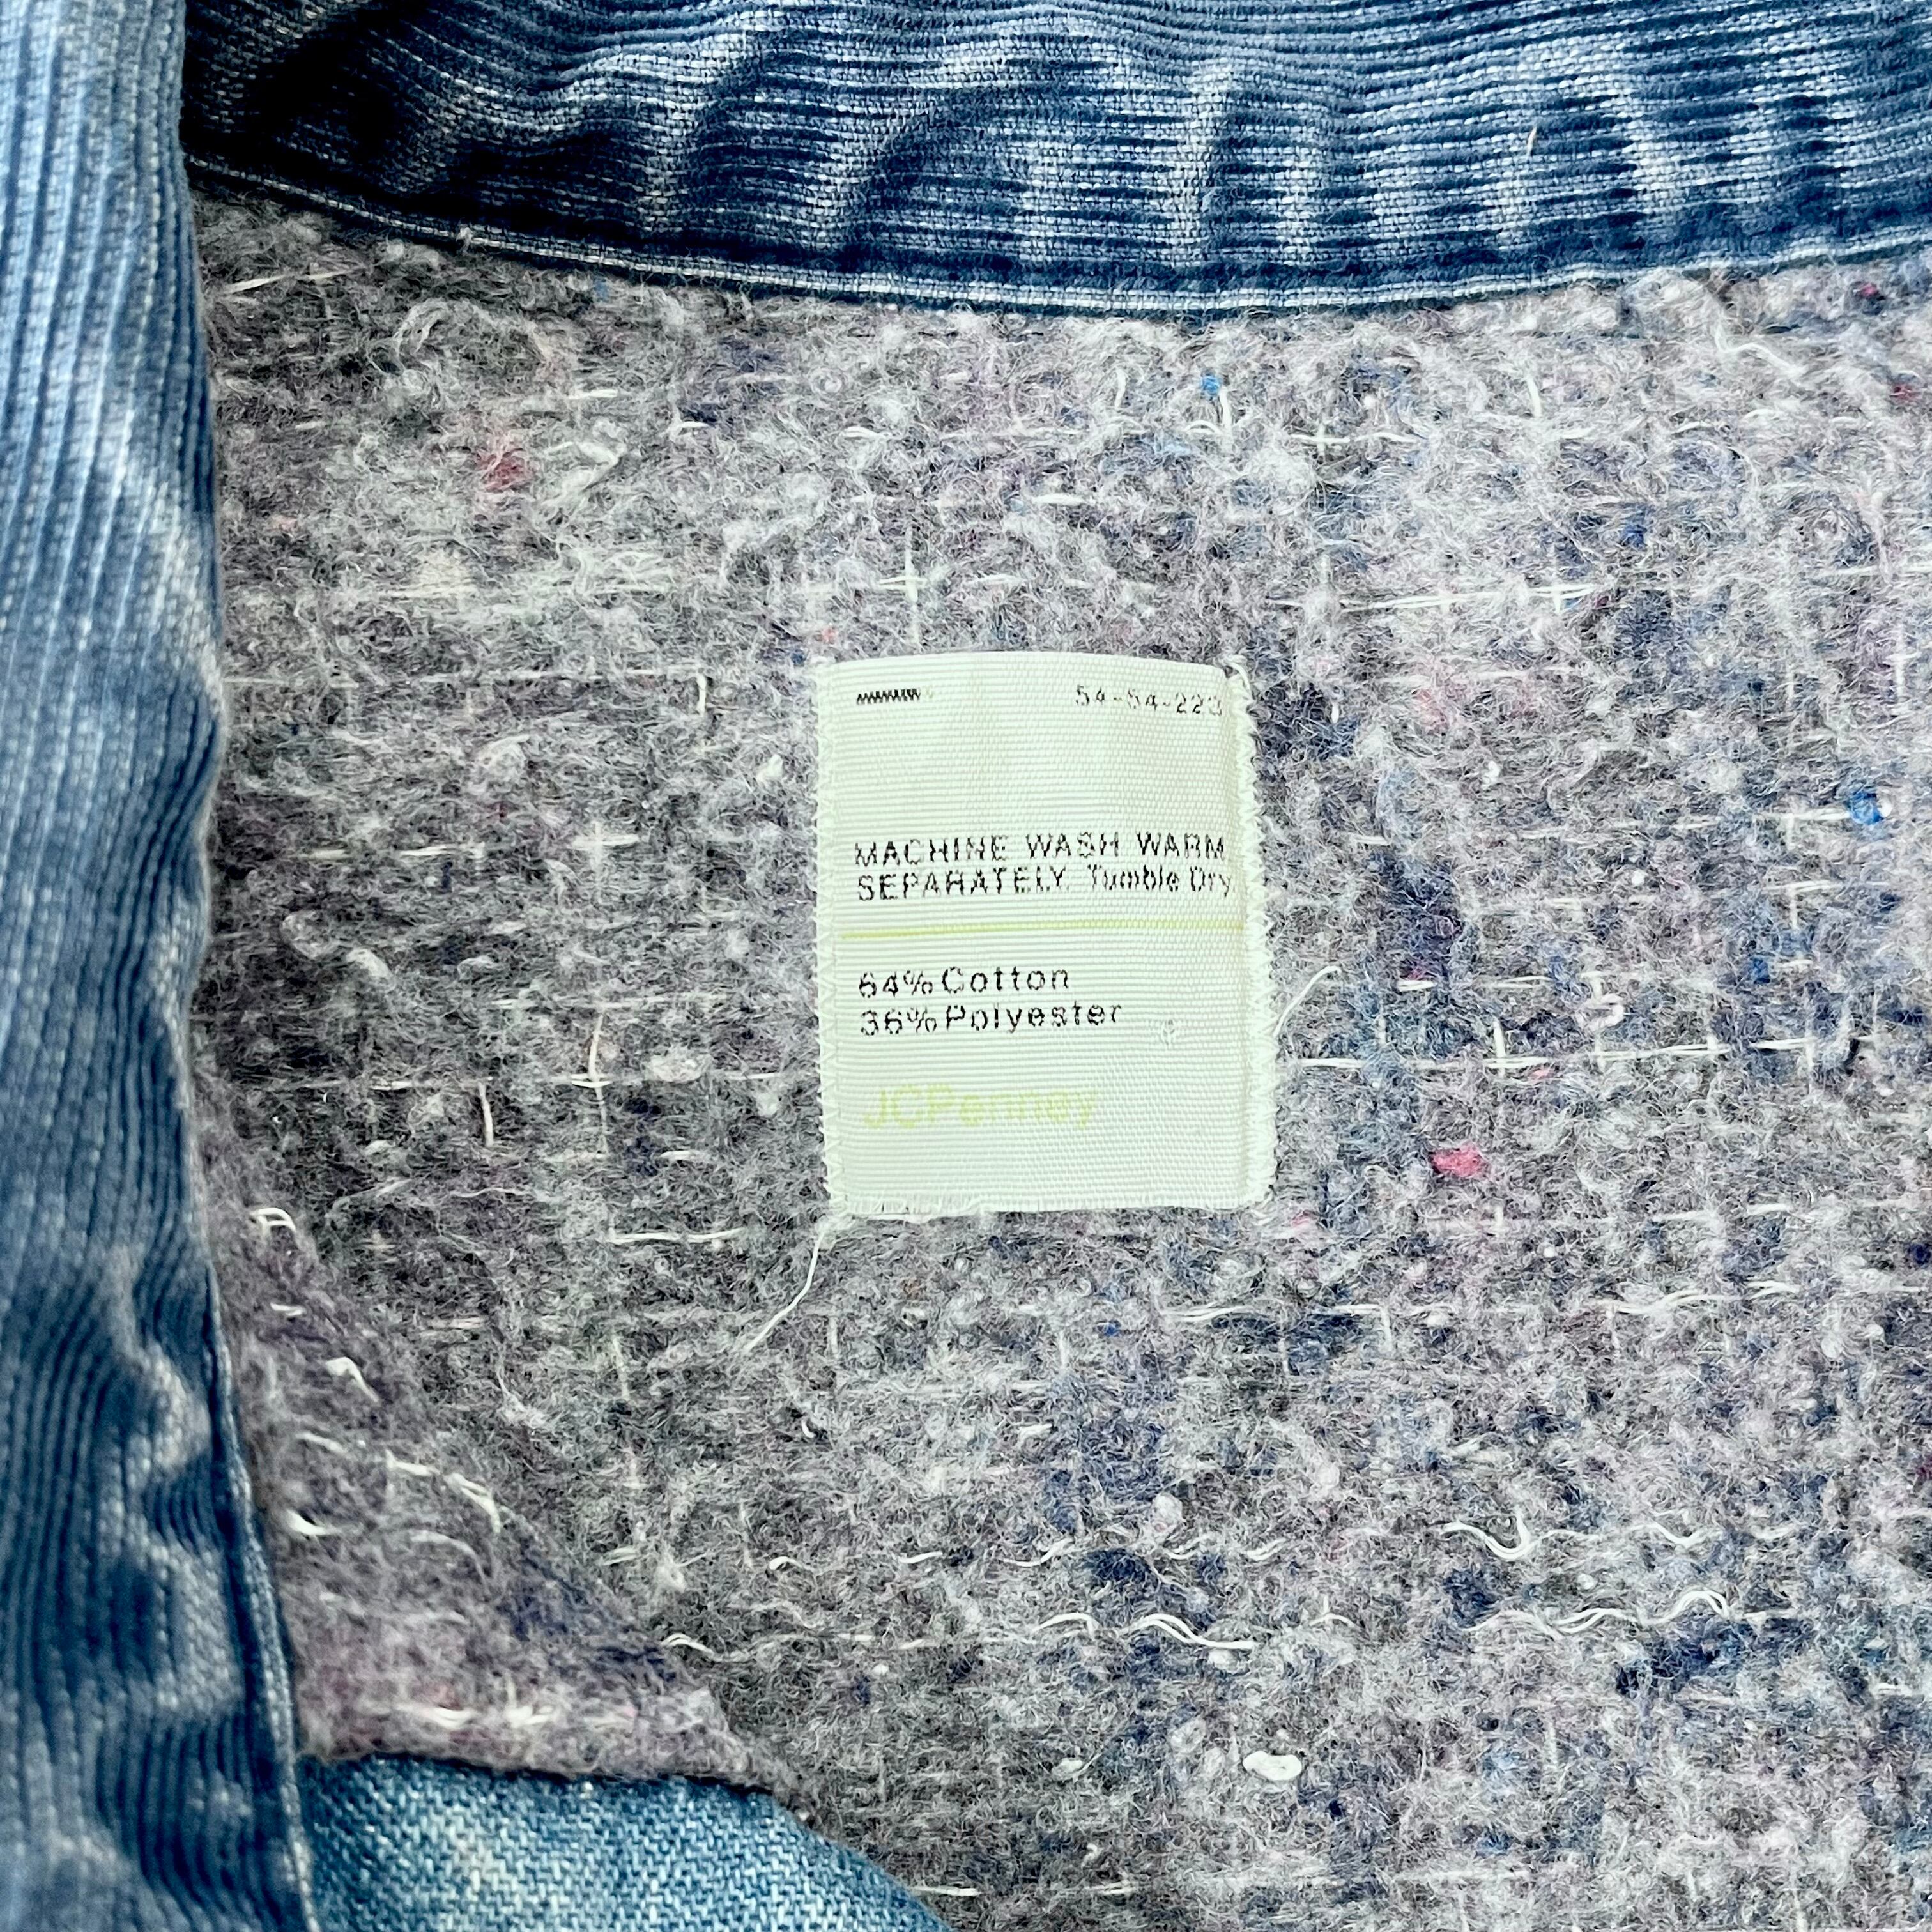 54-54-223
MACHINE WASH WARM
SEPARATELY. Tumble Dry.
64% Cotton
36% Polyester
JCPenney